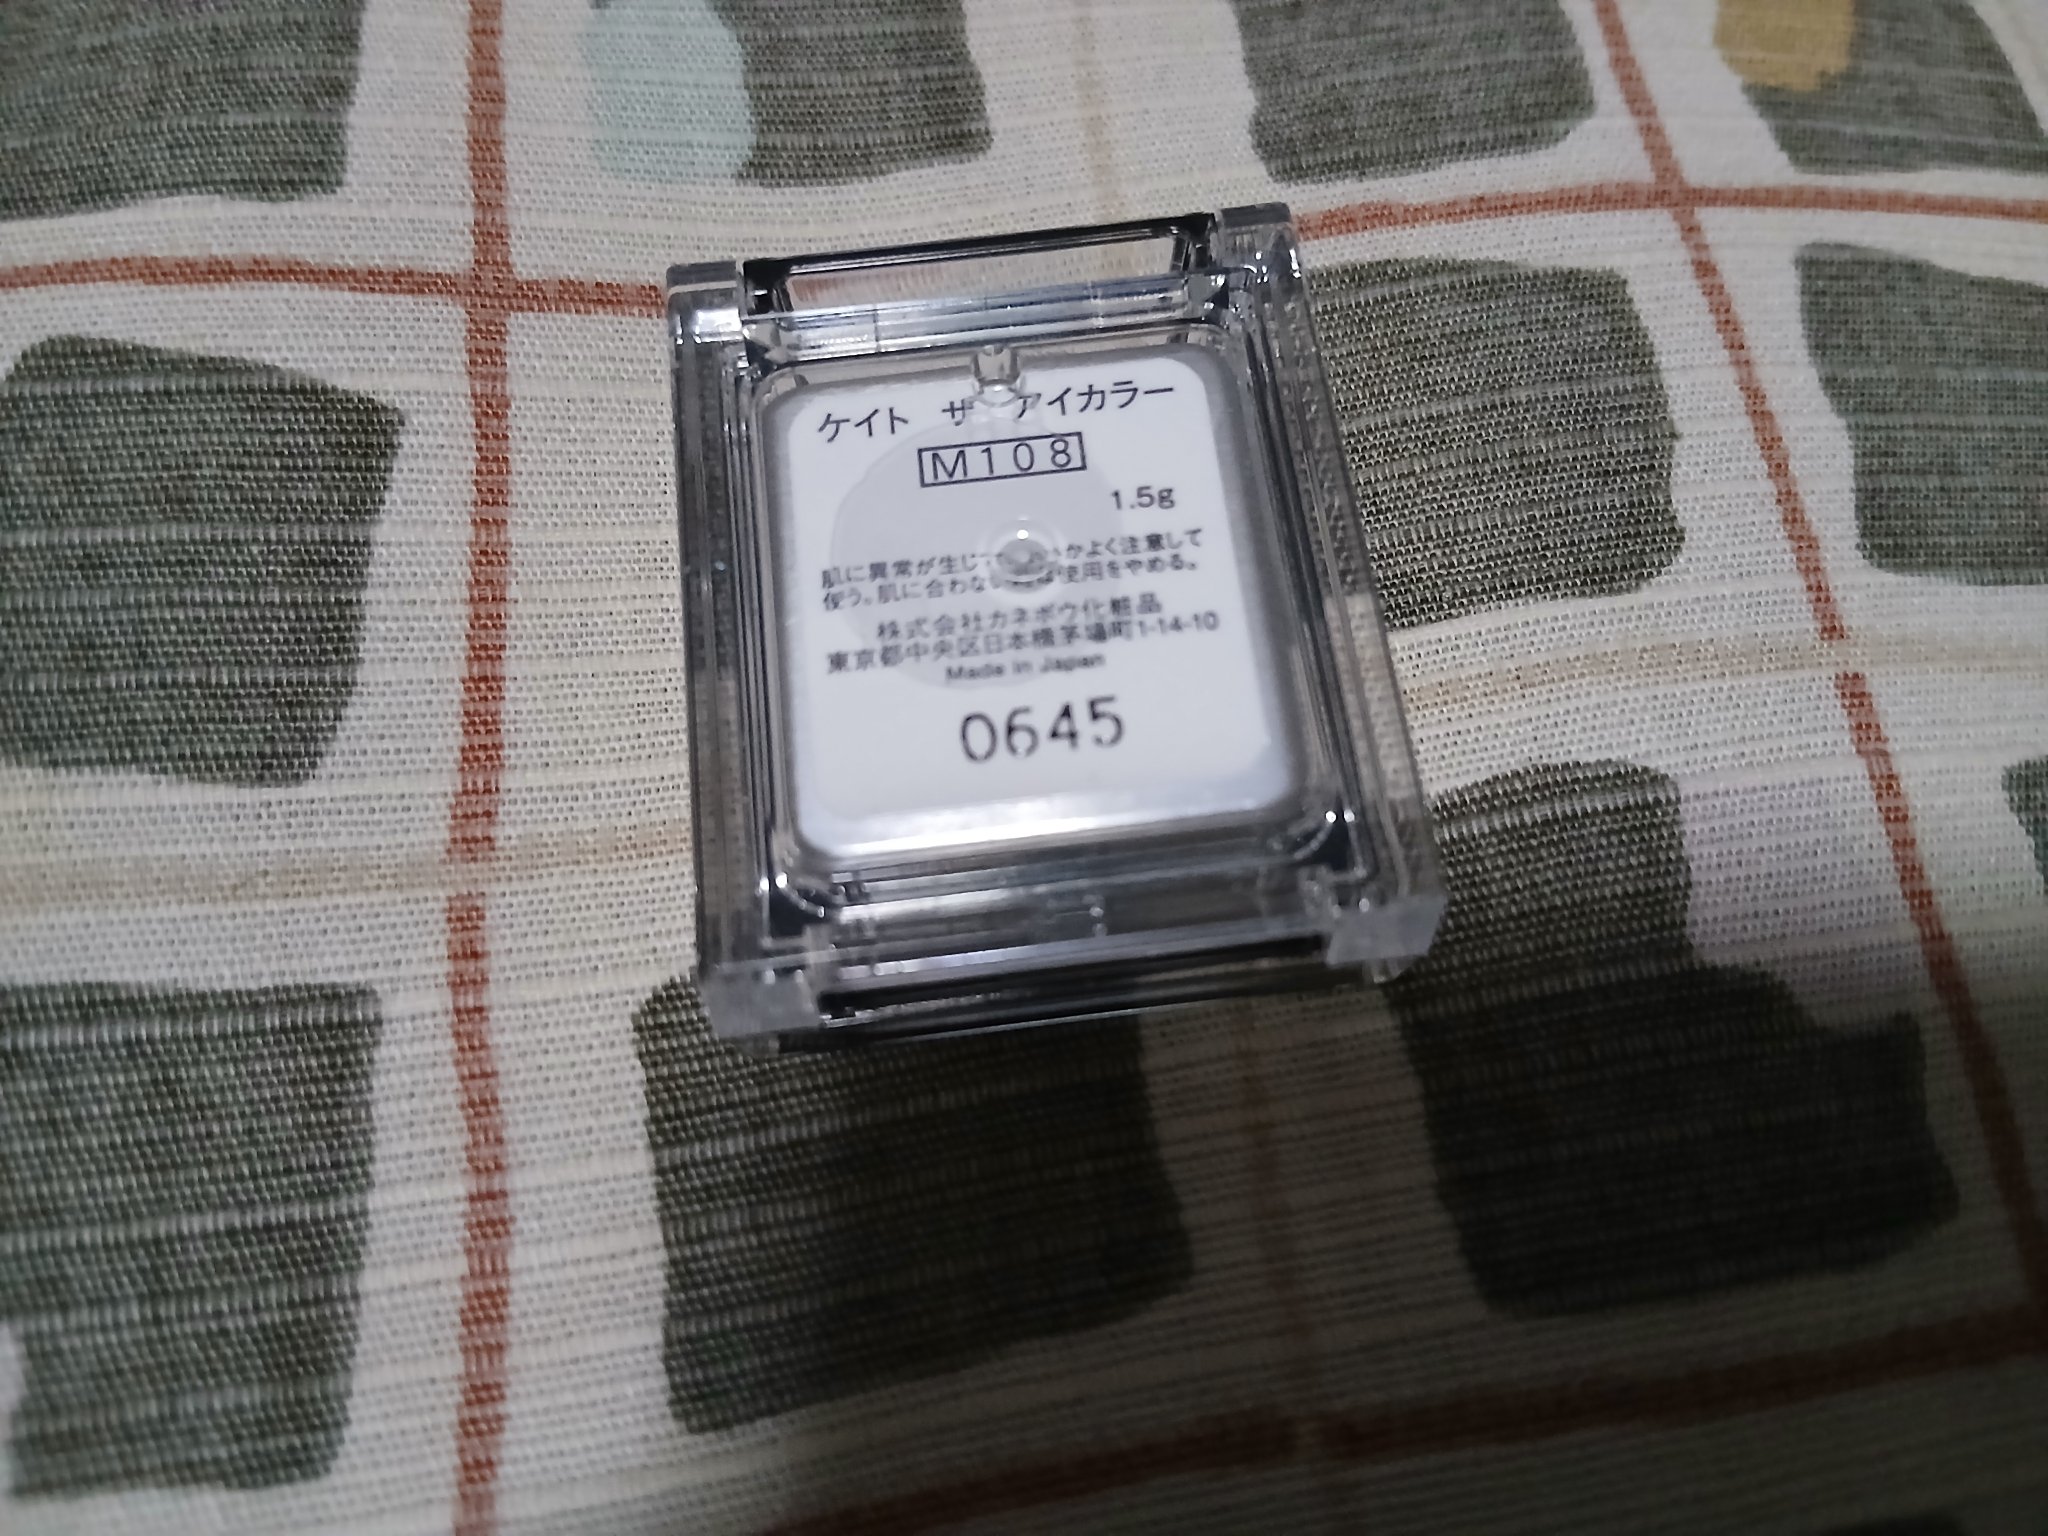 ケイト ザ アイカラー
M108
1.5g
肌に異常が生じ かよく注意して
使う。肌に合わない 使用をやめる。
株式会社カネボウ化粧品
東京都中央区日本橋茅場町1-14-10
Made in Japan
0645